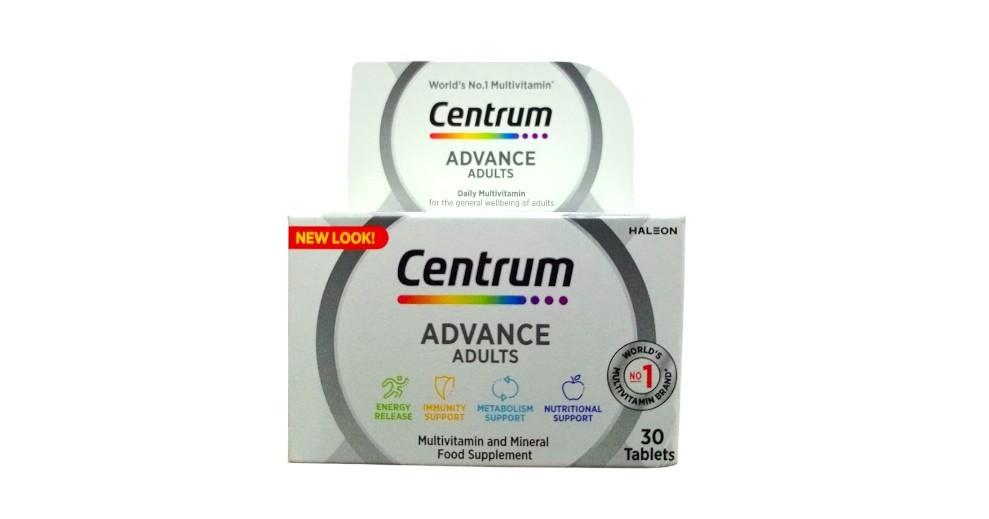 World's No.1 Multivitamin*
Centrum
ADVANCE
ADULTS
Daily Multivitamin
for the general wellbeing of adults
NEW LOOK!
HALEON
Centrum
ADVANCE
ADULTS
WORLD'S
NO 1
MULTIVITAMIN BRAND*
ENERGY
RELEASE
IMMUNITY
SUPPORT
METABOLISM
SUPPORT
NUTRITIONAL
SUPPORT
Multivitamin and Mineral
Food Supplement
30
Tablets